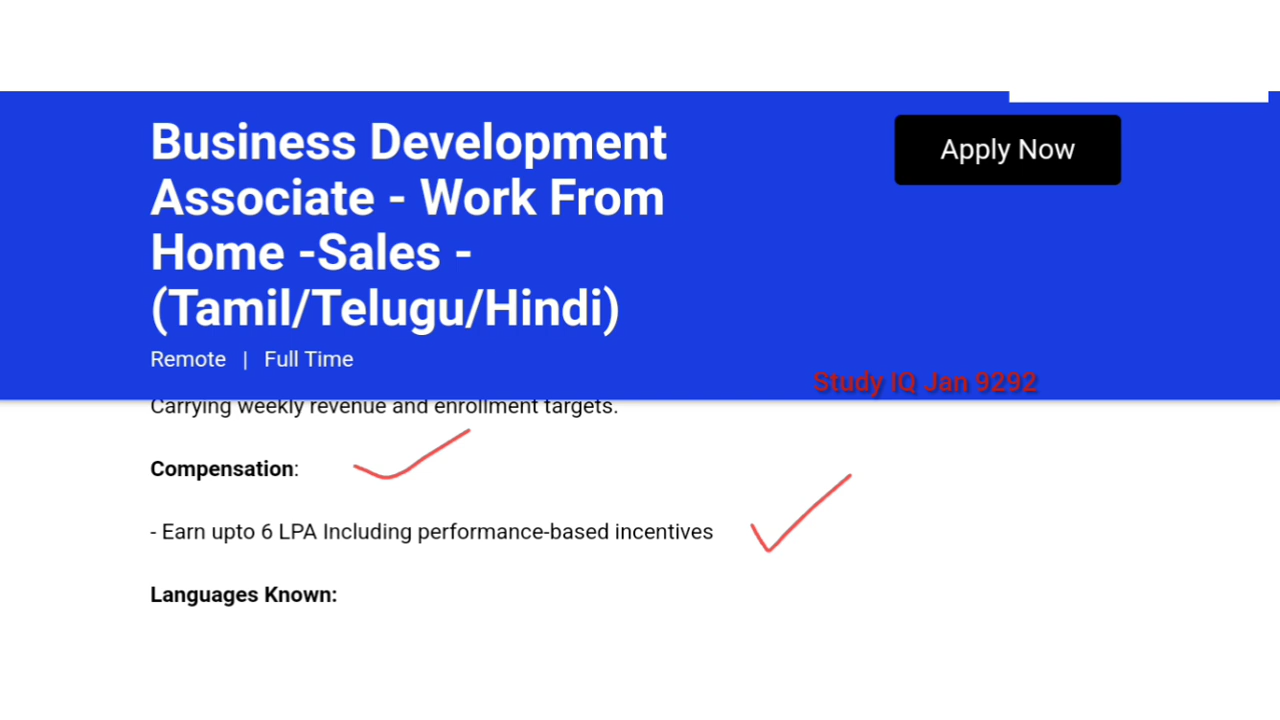 Business Development
Associate - Work From
Home -Sales -
(Tamil/Telugu/Hindi)
Apply Now
Remote | Full Time
Study IQ Jan 9292
Carrying weekly revenue and enrollment targets.
Compensation:
- Earn upto 6 LPA Including performance-based incentives
Languages Known: